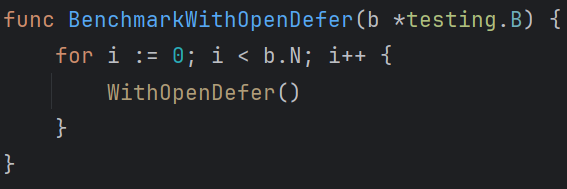 func BenchmarkWithOpenDefer(b *testing.B) {
    for i := 0; i < b.N; i++ {
        WithOpenDefer()
    }
}